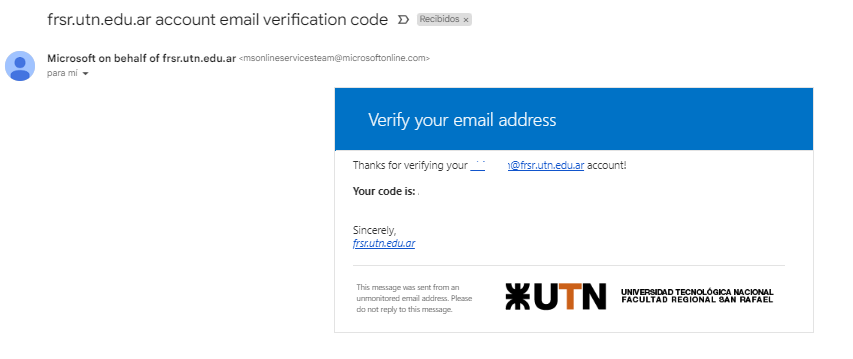 frsr.utn.edu.ar account email verification code Recibidos ×
Microsoft on behalf of frsr.utn.edu.ar <msonlineservicesteam@microsoftonline.com>
para mí
Verify your email address
Thanks for verifying your @frsr.utn.edu.ar account!
Your code is:
Sincerely,
frsr.utn.edu.ar
This message was sent from an
unmonitored email address. Please
do not reply to this message.
UTN
UNIVERSIDAD TECNOLÓGICA NACIONAL
FACULTAD REGIONAL SAN RAFAEL